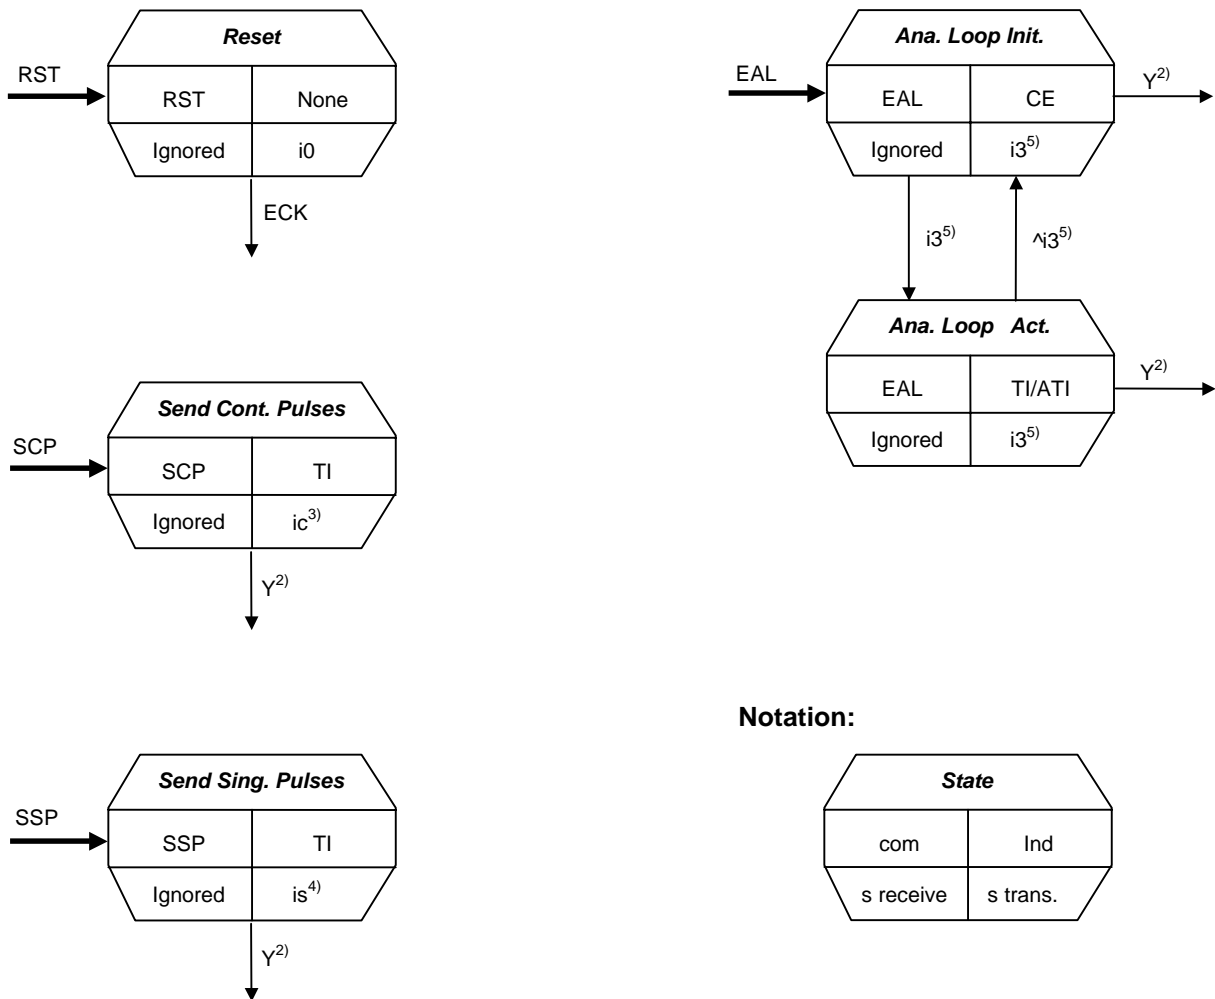 Reset
RST
RST None
Ignored i0
ECK
Ana. Loop Init.
EAL
EAL CE
Y2)
Ignored i35)
i35) ^i35)
Ana. Loop Act.
EAL TI/ATI
Y2)
Ignored i35)
Send Cont. Pulses
SCP
SCP TI
Ignored ic3)
Y2)
Notation:
Send Sing. Pulses
SSP
SSP TI
Ignored is4)
Y2)
State
com Ind
s receive s trans.